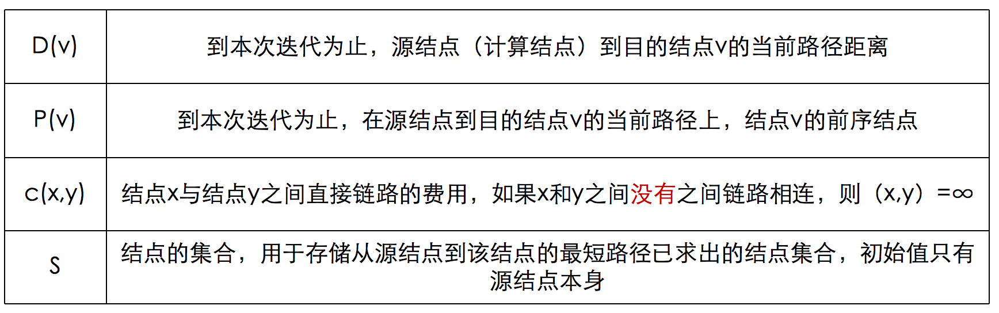 D(v)
到本次迭代为止，源结点（计算结点）到目的结点v的当前路径距离
P(v)
到本次迭代为止，在源结点到目的结点v的当前路径上，结点v的前序结点
c(x,y)
结点x与结点y之间直接链路的费用，如果x和y之间没有之间链路相连，则（x,y）=∞
S
结点的集合，用于存储从源结点到该结点的最短路径已求出的结点集合，初始值只有
源结点本身